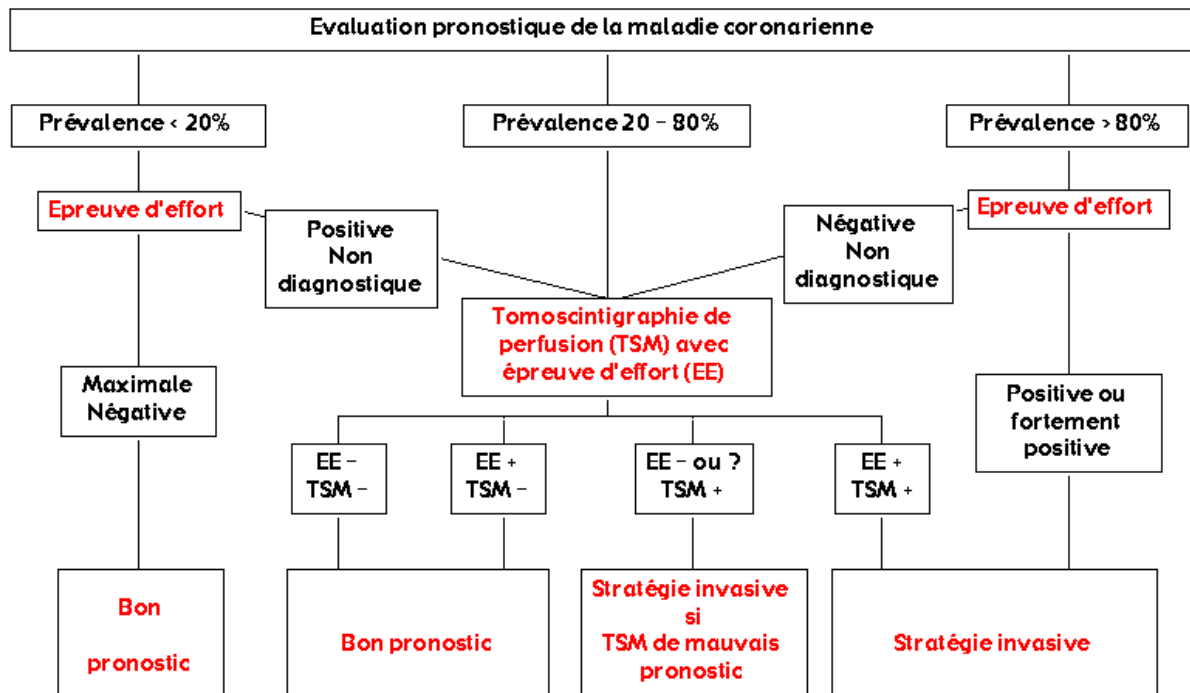 Evaluation pronostique de la maladie coronarienne
Prévalence < 20%
Prévalence 20 – 80%
Prévalence > 80%
Epreuve d'effort
Epreuve d'effort
Positive
Non
diagnostique
Négative
Non
diagnostique
Tomoscintigraphie de
perfusion (TSM) avec
épreuve d'effort (EE)
Maximale
Négative
Positive ou
fortement
positive
EE –
TSM –
EE +
TSM –
EE – ou ?
TSM +
EE +
TSM +
Bon
pronostic
Bon pronostic
Stratégie invasive
si
TSM de mauvais
pronostic
Stratégie invasive